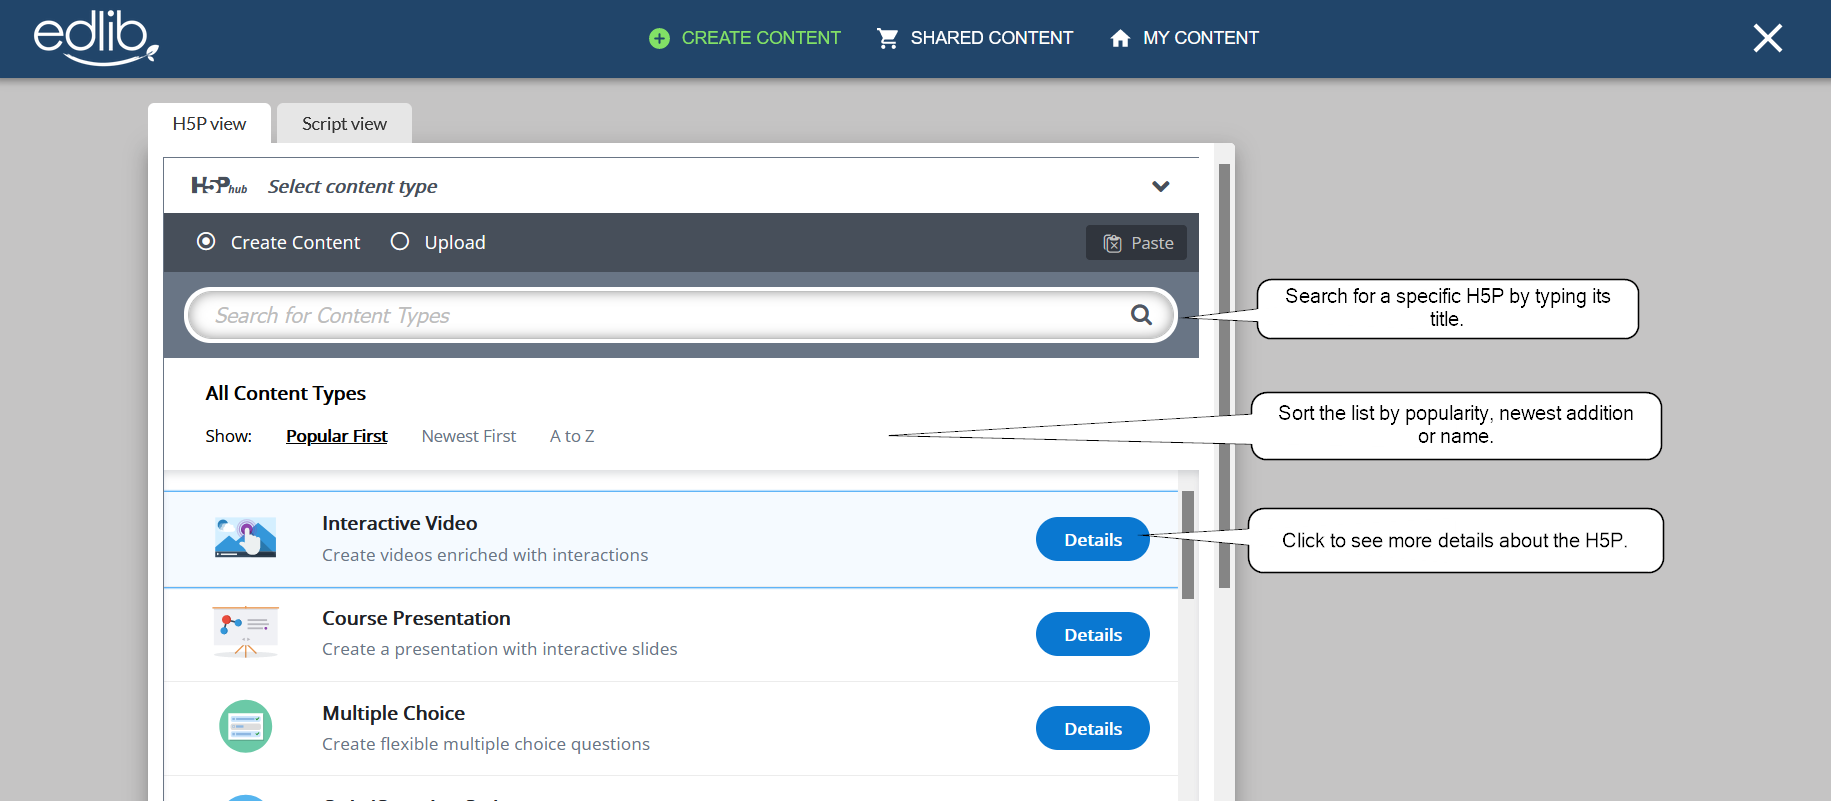 edlib
CREATE CONTENT
SHARED CONTENT
MY CONTENT
H5P view
Script view
H5Phub Select content type
Create Content
Upload
Paste
Search for Content Types
Search for a specific H5P by typing its
title.
All Content Types
Show: Popular First Newest First A to Z
Sort the list by popularity, newest addition
or name.
Interactive Video
Create videos enriched with interactions
Details
Click to see more details about the H5P.
Course Presentation
Create a presentation with interactive slides
Details
Multiple Choice
Create flexible multiple choice questions
Details